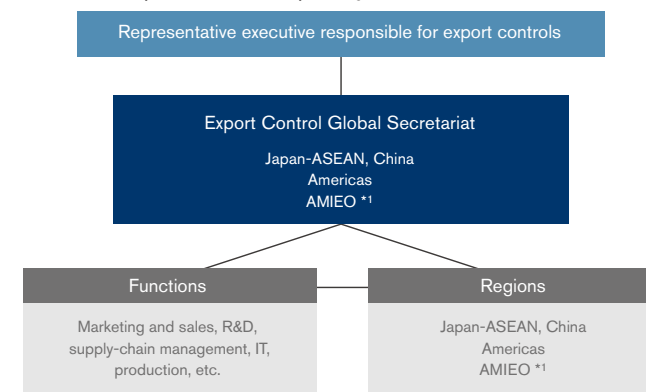 Representative executive responsible for export controls
Export Control Global Secretariat
Japan-ASEAN, China
Americas
AMIEO *1
Functions
Marketing and sales, R&D,
supply-chain management, IT,
production, etc.
Regions
Japan-ASEAN, China
Americas
AMIEO *1